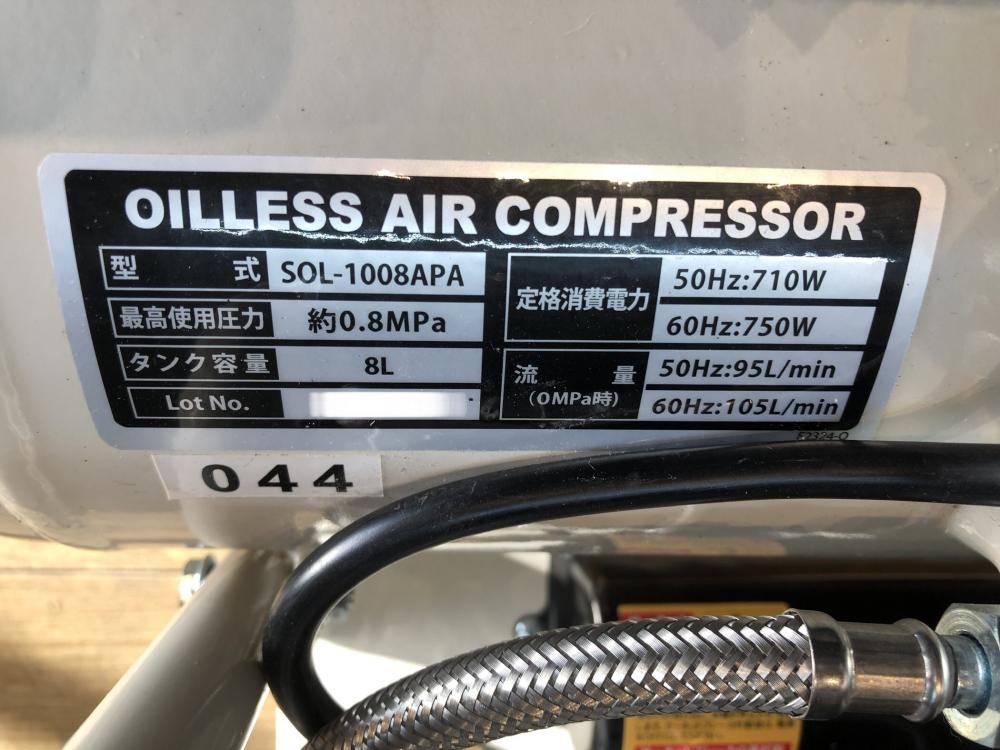 OILLESS AIR COMPRESSOR
型式 SOL-1008APA
最高使用圧力 約0.8MPa
タンク容量 8L
Lot No.
定格消費電力 50Hz:710W
60Hz:750W
流量 50Hz:95L/min
(0MPa時) 60Hz:105L/min
F2324-O
044